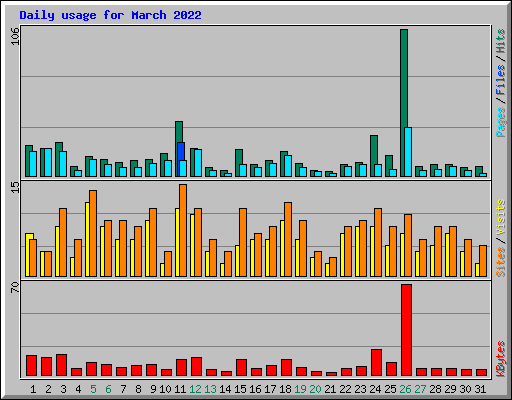 Daily usage for March 2022
106
Pages / Files / Hits
15
Sites / Visits
70
KBytes
1 2 3 4 5 6 7 8 9 10 11 12 13 14 15 16 17 18 19 20 21 22 23 24 25 26 27 28 29 30 31